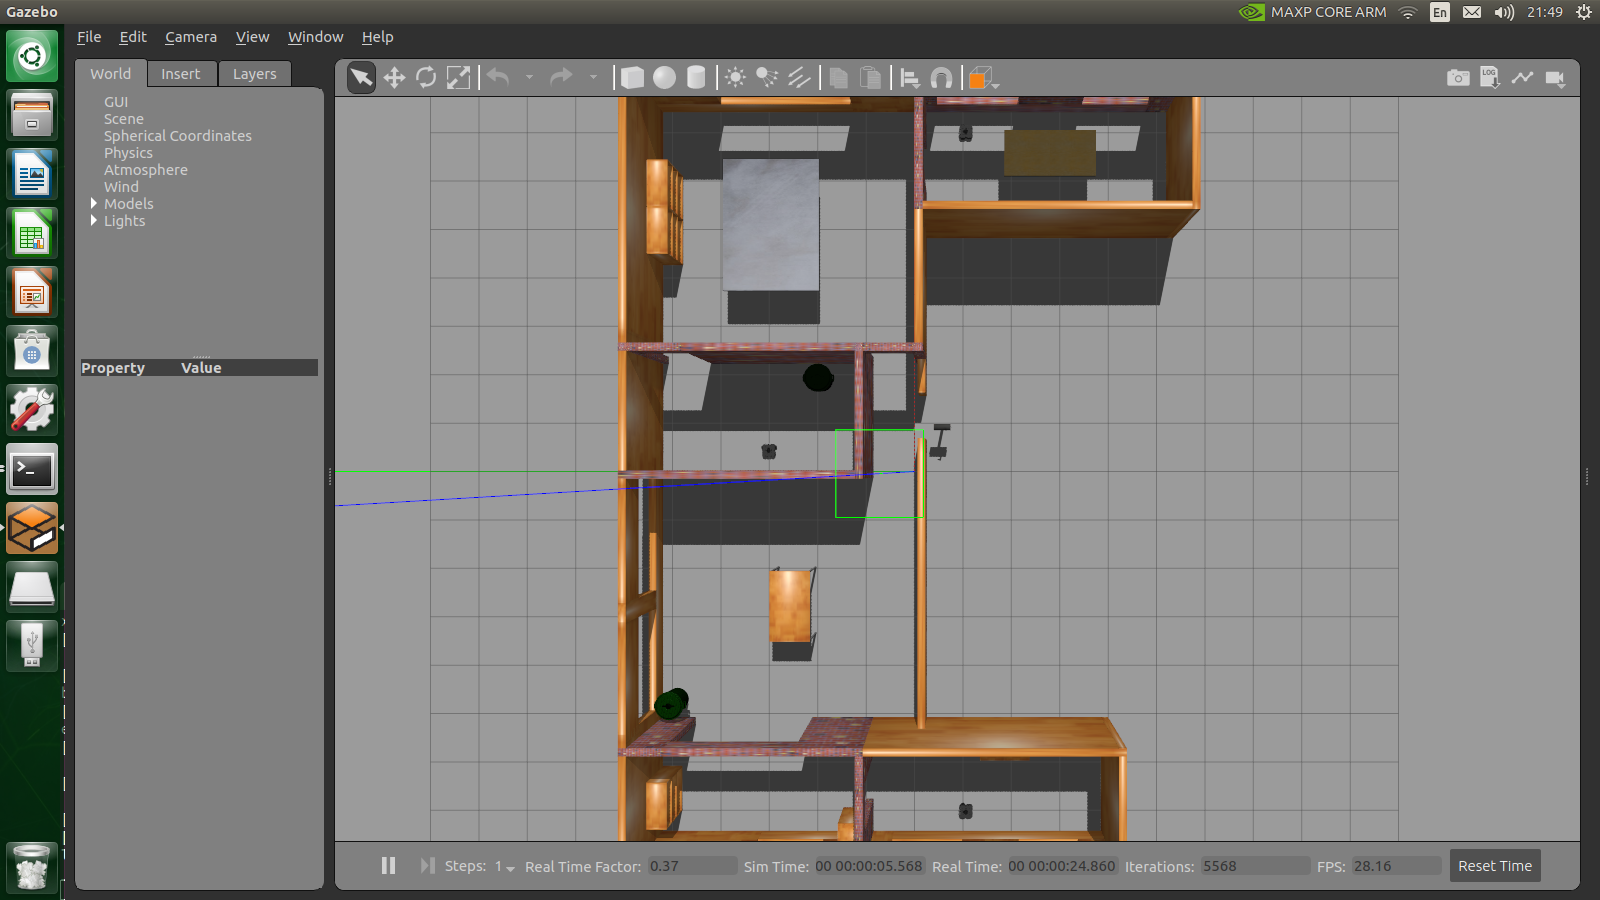 Gazebo
MAXP CORE ARM En 21:49
File Edit Camera View Window Help
World Insert Layers
LOG
GUI
Scene
Spherical Coordinates
Physics
Atmosphere
Wind
Models
Lights
Property Value
Steps: 1 Real Time Factor: 0.37 Sim Time: 00 00:00:05.568 Real Time: 00 00:00:24.860 Iterations: 5568 FPS: 28.16 Reset Time